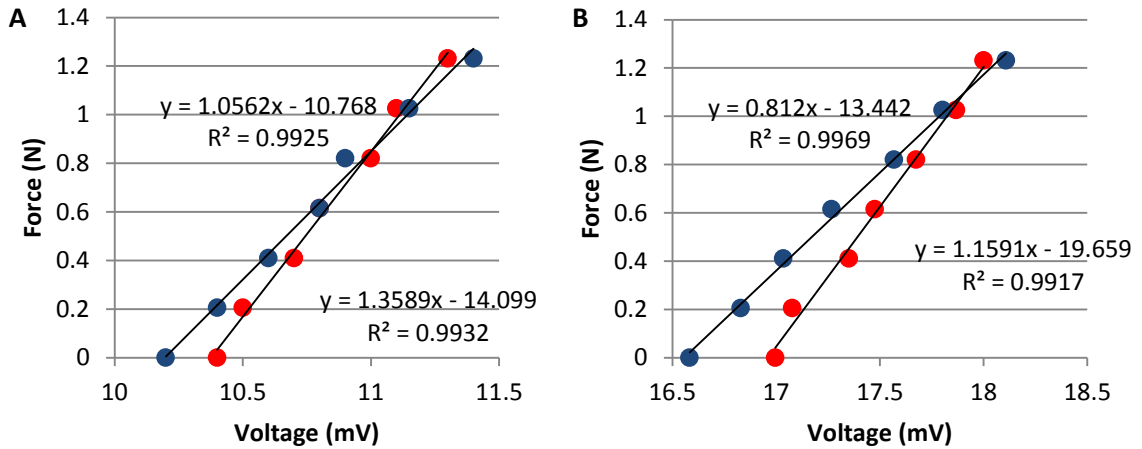 A
Force (N)
1.4
1.2
1
0.8
0.6
0.4
0.2
0
y = 1.0562x - 10.768
R² = 0.9925
y = 1.3589x - 14.099
R² = 0.9932
10
10.5
11
11.5
Voltage (mV)
B
Force (N)
1.4
1.2
1
0.8
0.6
0.4
0.2
0
y = 0.812x - 13.442
R² = 0.9969
y = 1.1591x - 19.659
R² = 0.9917
16.5
17
17.5
18
18.5
Voltage (mV)